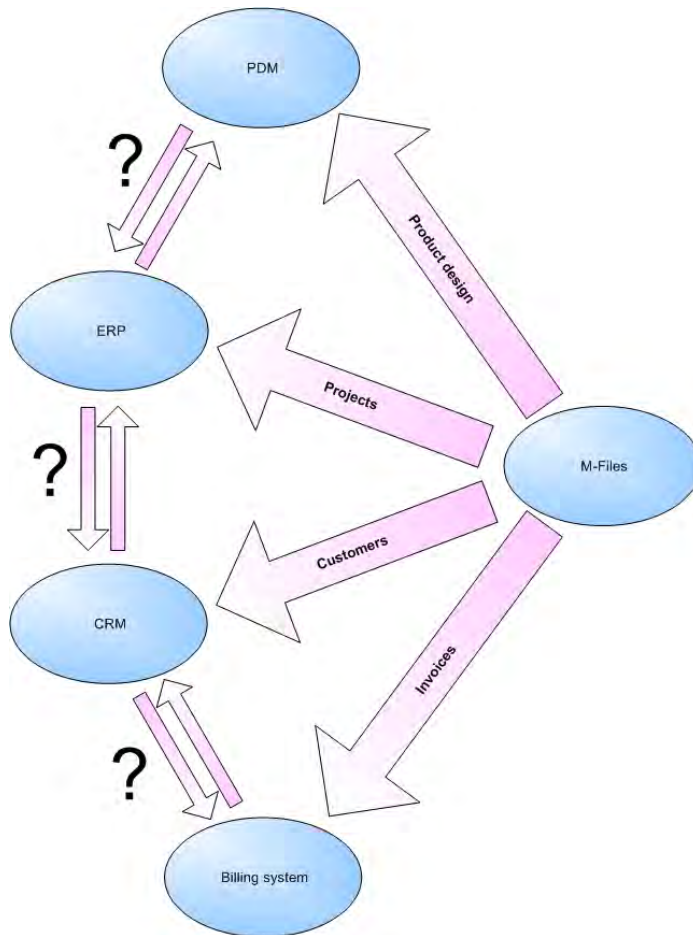 PDM
?
Product design
ERP
Projects
?
M-Files
Customers
CRM
Invoices
?
Billing system